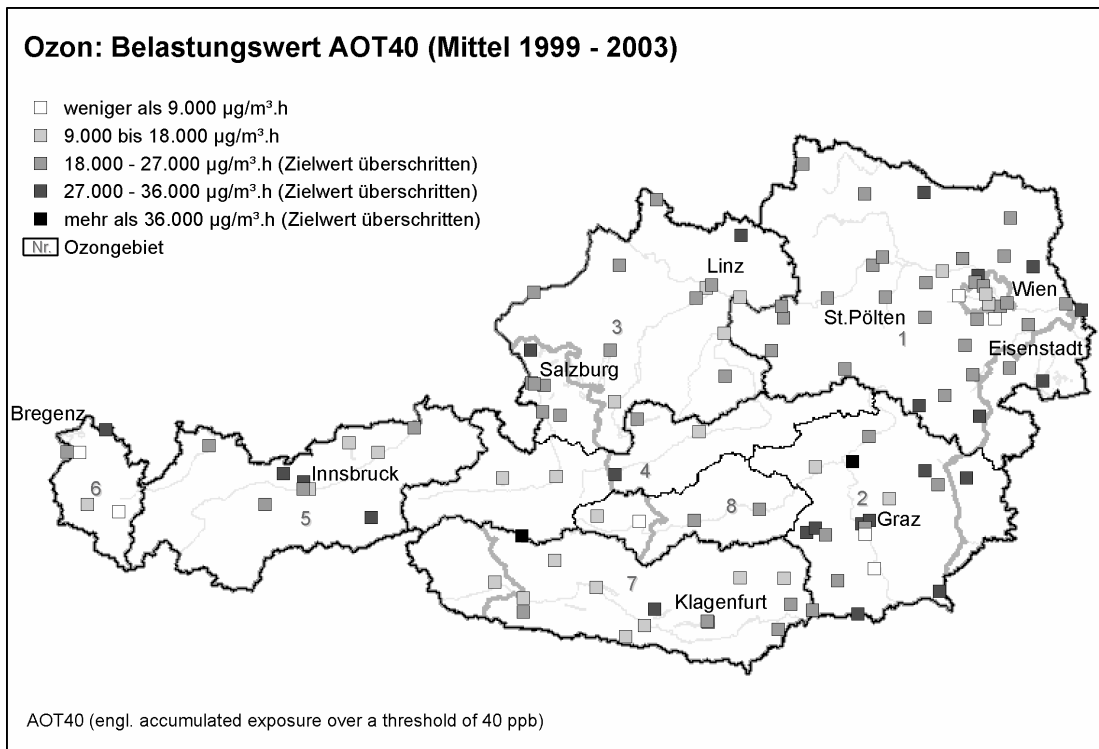 Ozon: Belastungswert AOT40 (Mittel 1999 - 2003)
weniger als 9.000 µg/m³.h
9.000 bis 18.000 µg/m³.h
18.000 - 27.000 µg/m³.h (Zielwert überschritten)
27.000 - 36.000 µg/m³.h (Zielwert überschritten)
mehr als 36.000 µg/m³.h (Zielwert überschritten)
Nr. Ozongebiet
Linz
Wien
St.Pölten
3
1
Eisenstadt
Salzburg
Bregenz
Innsbruck
4
6
5
8
2
Graz
7
Klagenfurt
AOT40 (engl. accumulated exposure over a threshold of 40 ppb)